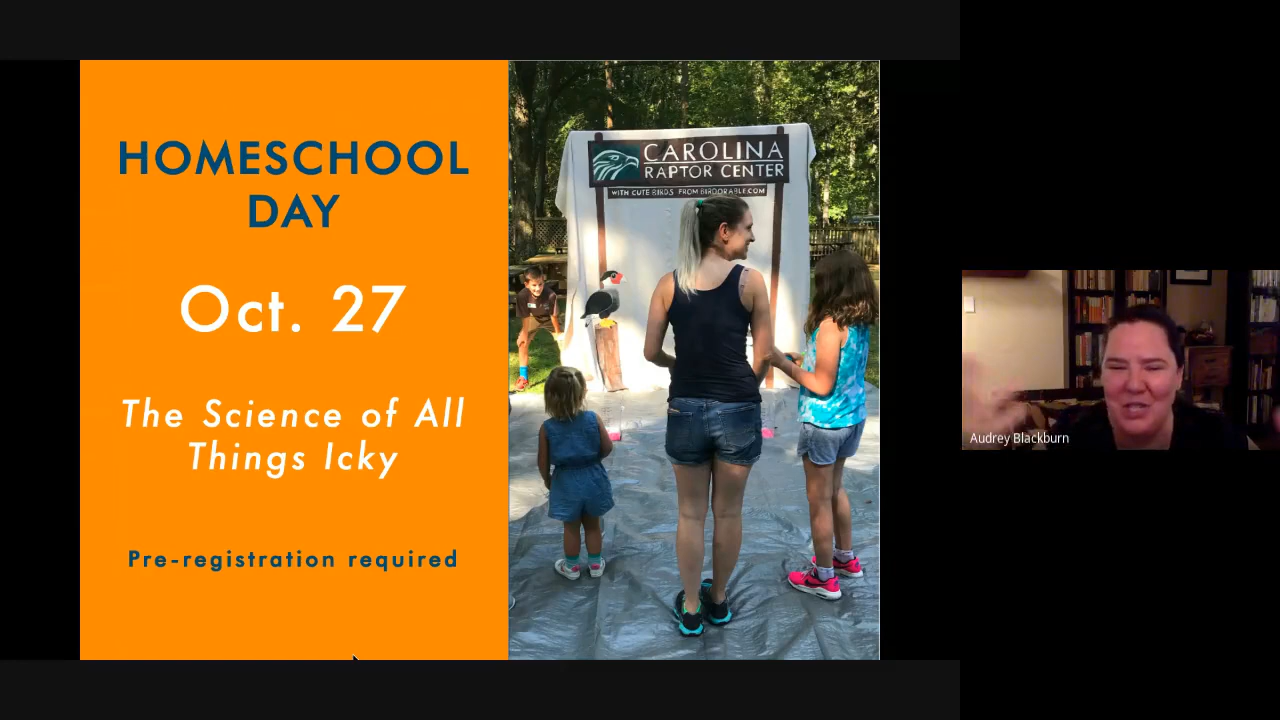 HOMESCHOOL
DAY
Oct. 27
The Science of All
Things Icky
Pre-registration required
CAROLINA
RAPTOR CENTER
WITH CUTE BIRDS FROM BIRDORABLE.COM
Audrey Blackburn